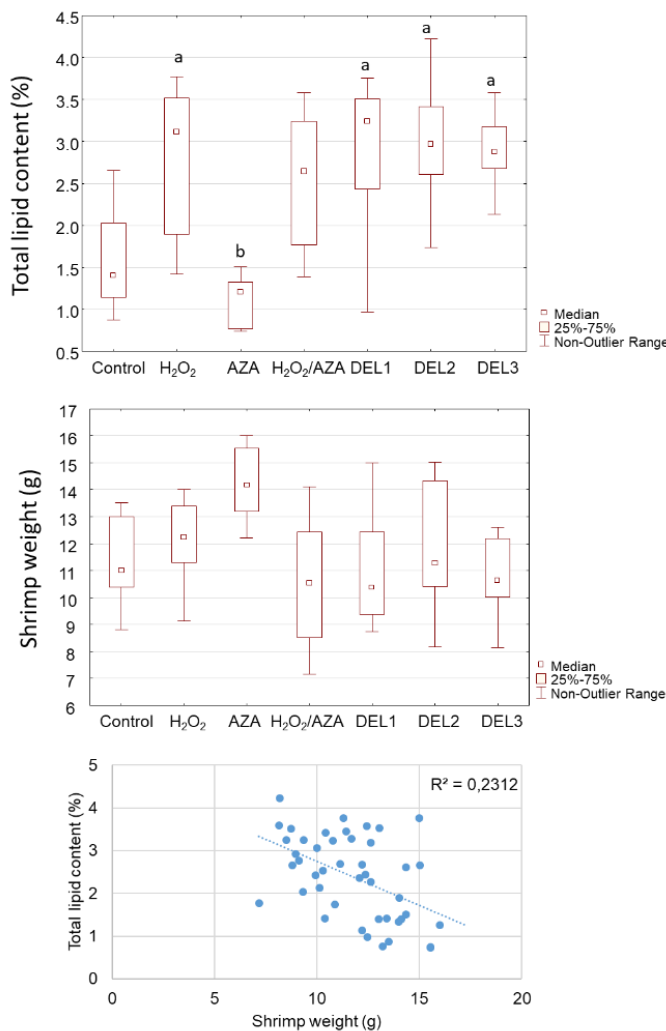 Total lipid content (%)
4.5
4.0
3.5
3.0
2.5
2.0
1.5
1.0
0.5
a
b
a
a
a
Control H₂O₂ AZA H₂O₂/AZA DEL1 DEL2 DEL3
Median
25%-75%
Non-Outlier Range
Shrimp weight (g)
17
16
15
14
13
12
11
10
9
8
7
6
Control H₂O₂ AZA H₂O₂/AZA DEL1 DEL2 DEL3
Median
25%-75%
Non-Outlier Range
Total lipid content (%)
5
4
3
2
1
0
R² = 0,2312
0 5 10 15 20
Shrimp weight (g)